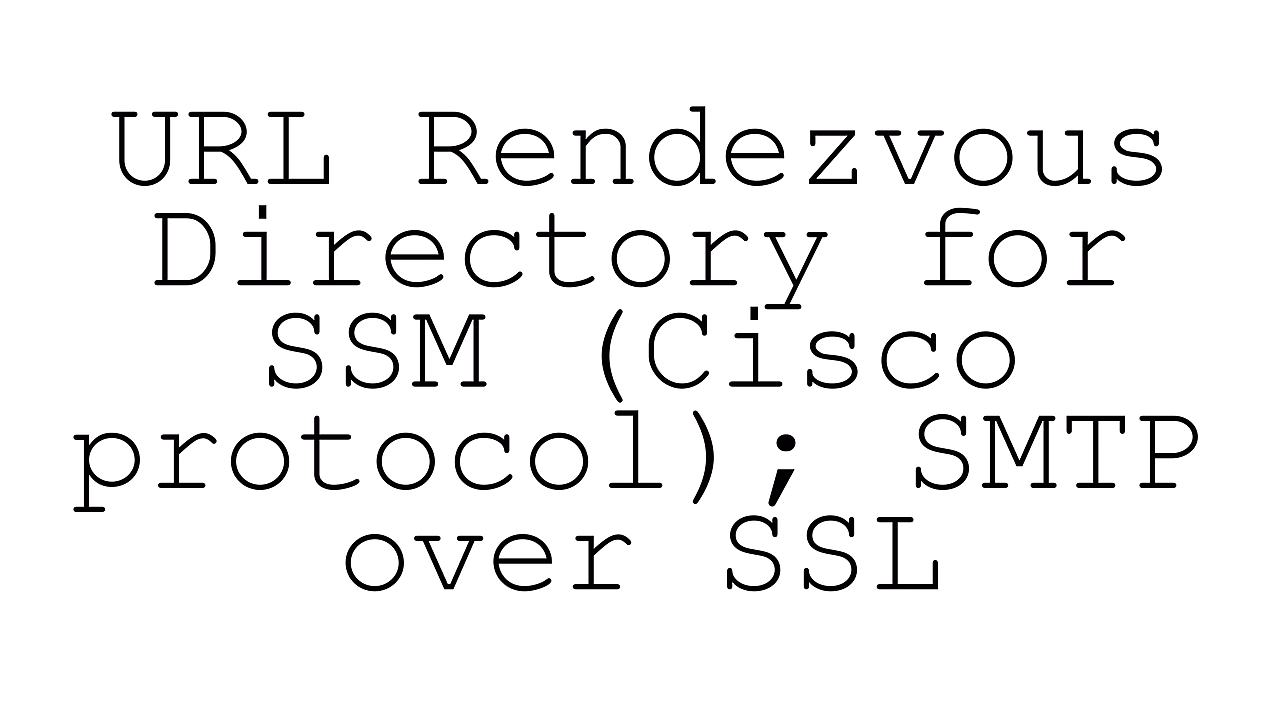 URL Rendezvous
Directory for
SSM (Cisco
protocol); SMTP
over SSL